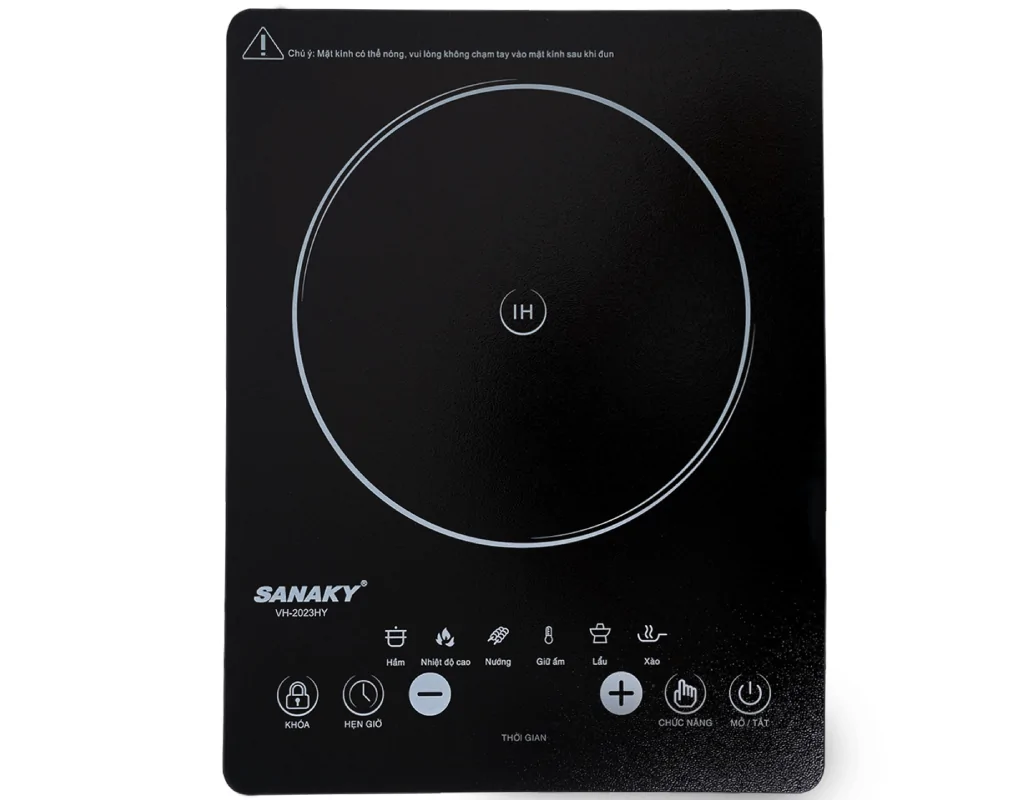 Chú ý: Mặt kính có thể nóng, vui lòng không chạm tay vào mặt kính sau khi đun
IH
SANAKY®
VH-2023HY
Hầm Nhiệt độ cao Nướng Giữ ấm Lẩu Xào
KHÓA HẸN GIỜ CHỨC NĂNG MỞ / TẮT
THỜI GIAN